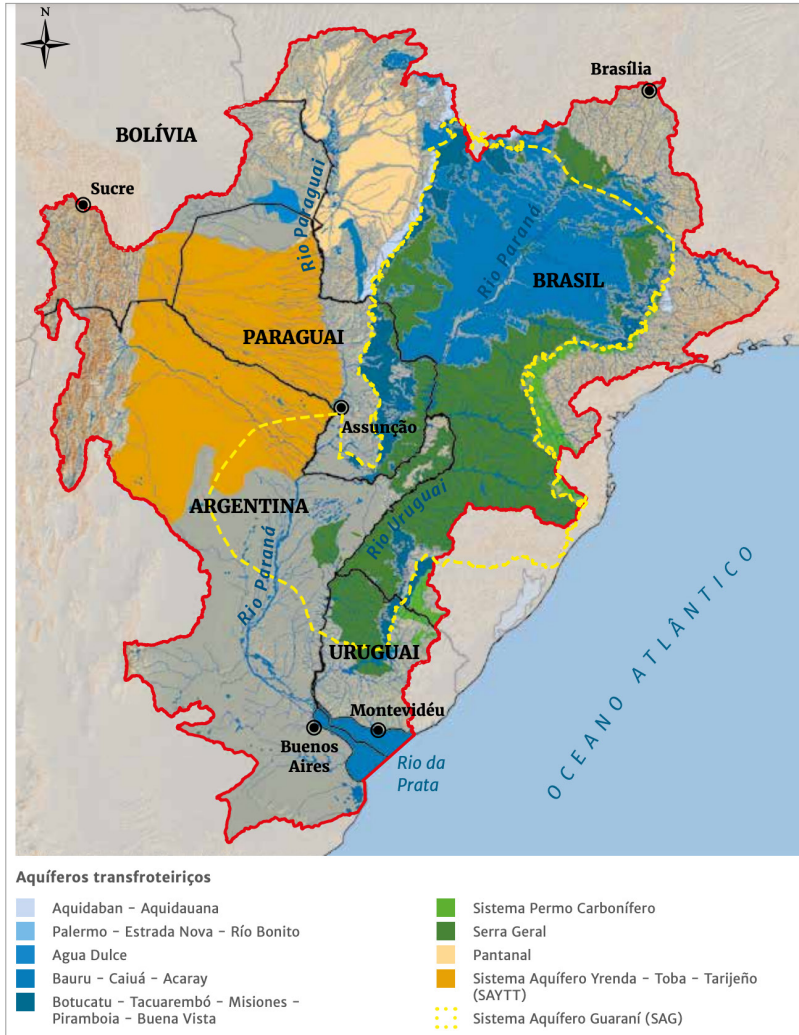 N
Brasília
BOLÍVIA
Sucre
Rio Paraguai
Rio Paraná
BRASIL
PARAGUAI
Assunção
ARGENTINA
Rio Uruguai
Rio Paraná
URUGUAI
Montevidéu
Buenos
Aires
Rio da
Prata
OCEANO ATLÂNTICO
Aquíferos transfroteiriços
Aquidaban – Aquidauana
Palermo – Estrada Nova – Río Bonito
Agua Dulce
Bauru – Caiuá – Acaray
Botucatu – Tacuarembó – Misiones –
Piramboia – Buena Vista
Sistema Permo Carbonífero
Serra Geral
Pantanal
Sistema Aquífero Yrenda – Toba – Tarijeño
(SAYTT)
Sistema Aquífero Guaraní (SAG)